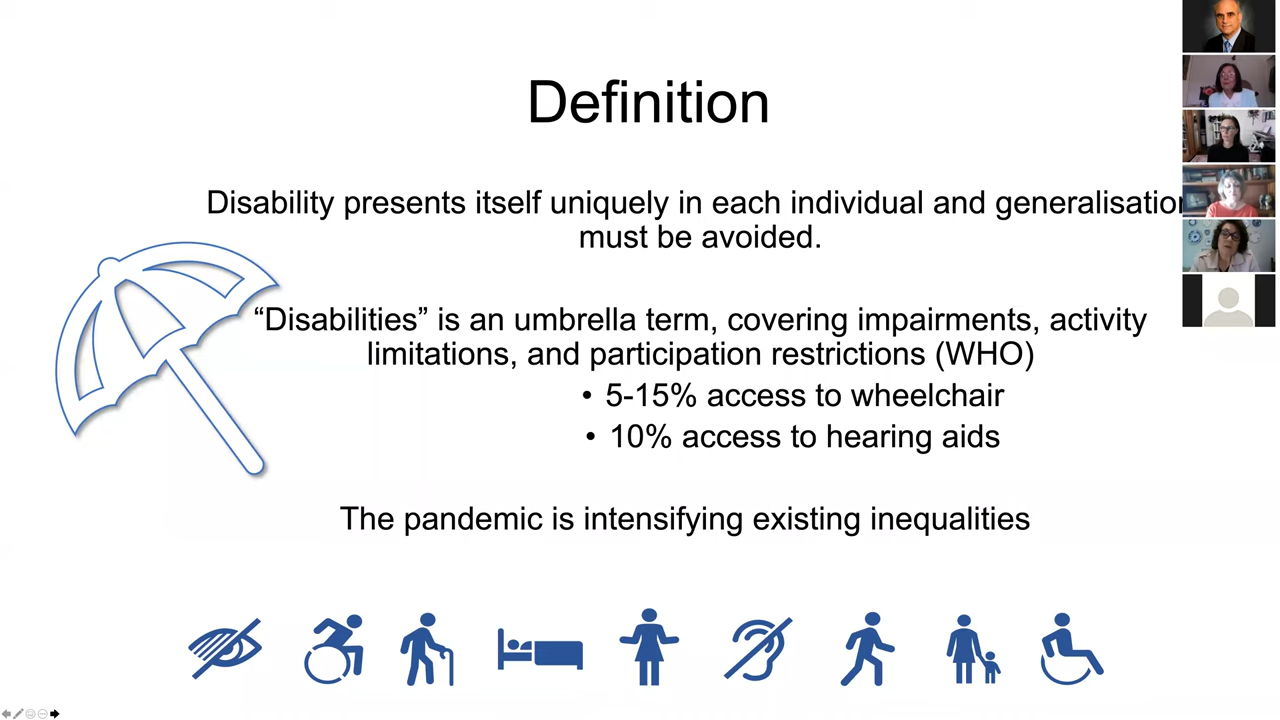 Definition
Disability presents itself uniquely in each individual and generalisation
must be avoided.
“Disabilities” is an umbrella term, covering impairments, activity
limitations, and participation restrictions (WHO)
• 5-15% access to wheelchair
• 10% access to hearing aids
The pandemic is intensifying existing inequalities